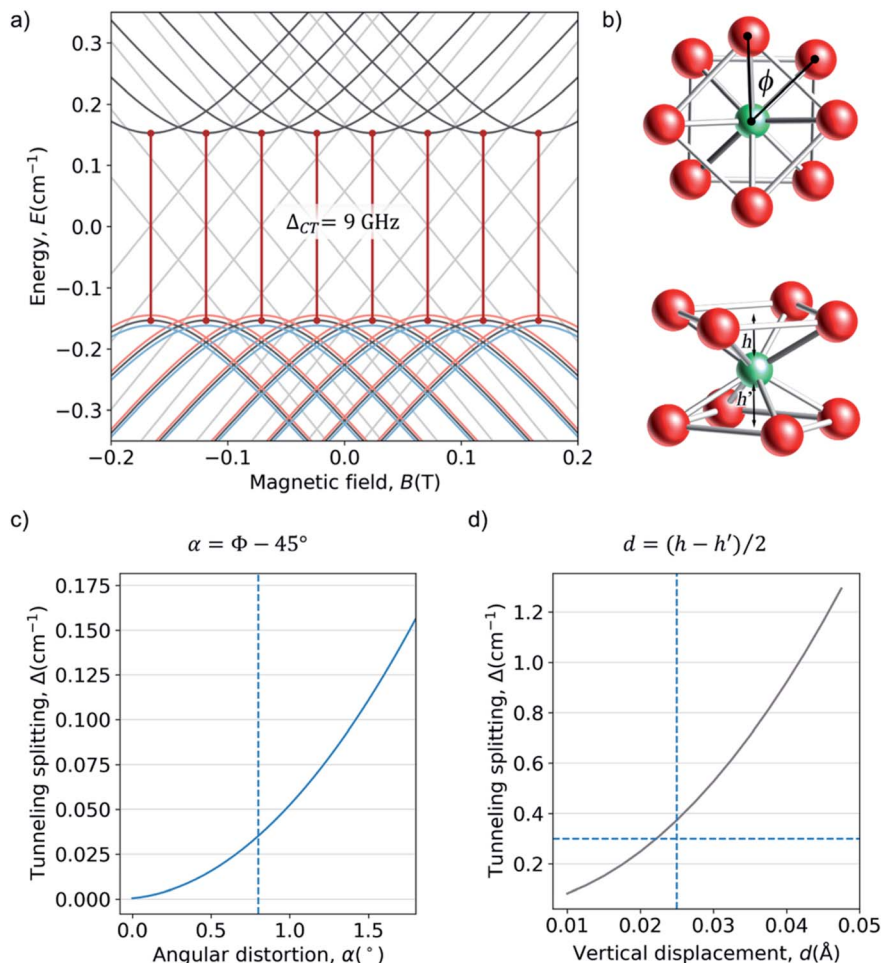 a)
0.3
0.2
0.1
0.0
−0.1
−0.2
−0.3
Energy, E(cm⁻¹)
Δ_CT = 9 GHz
−0.2
−0.1
0.0
0.1
0.2
Magnetic field, B(T)
b)
ϕ
h
h'
c)
α = Φ − 45°
0.175
0.150
0.125
0.100
0.075
0.050
0.025
0.000
Tunneling splitting, Δ(cm⁻¹)
0.0
0.5
1.0
1.5
Angular distortion, α(°)
d)
d = (h − h')/2
1.2
1.0
0.8
0.6
0.4
0.2
Tunneling splitting, Δ(cm⁻¹)
0.01
0.02
0.03
0.04
0.05
Vertical displacement, d(Å)